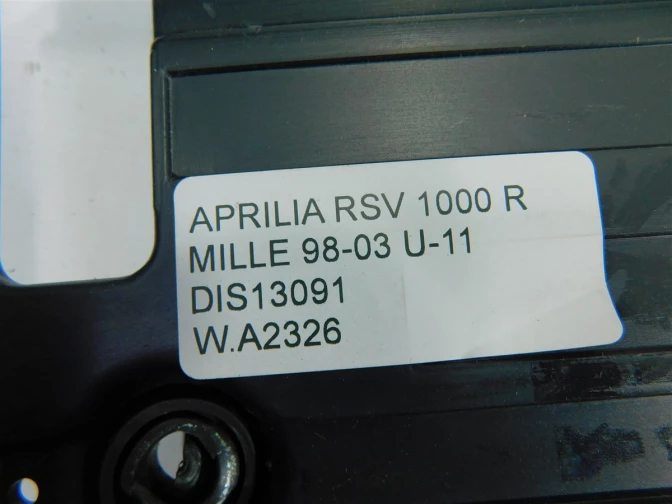 APRILIA RSV 1000 R
MILLE 98-03 U-11
DIS13091
W.A2326